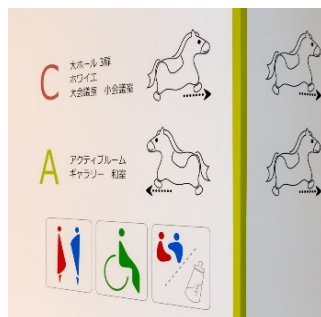 C
大ホール 3扉
ホワイエ
大会議室 小会議室
A
アクティブルーム
ギャラリー 和室